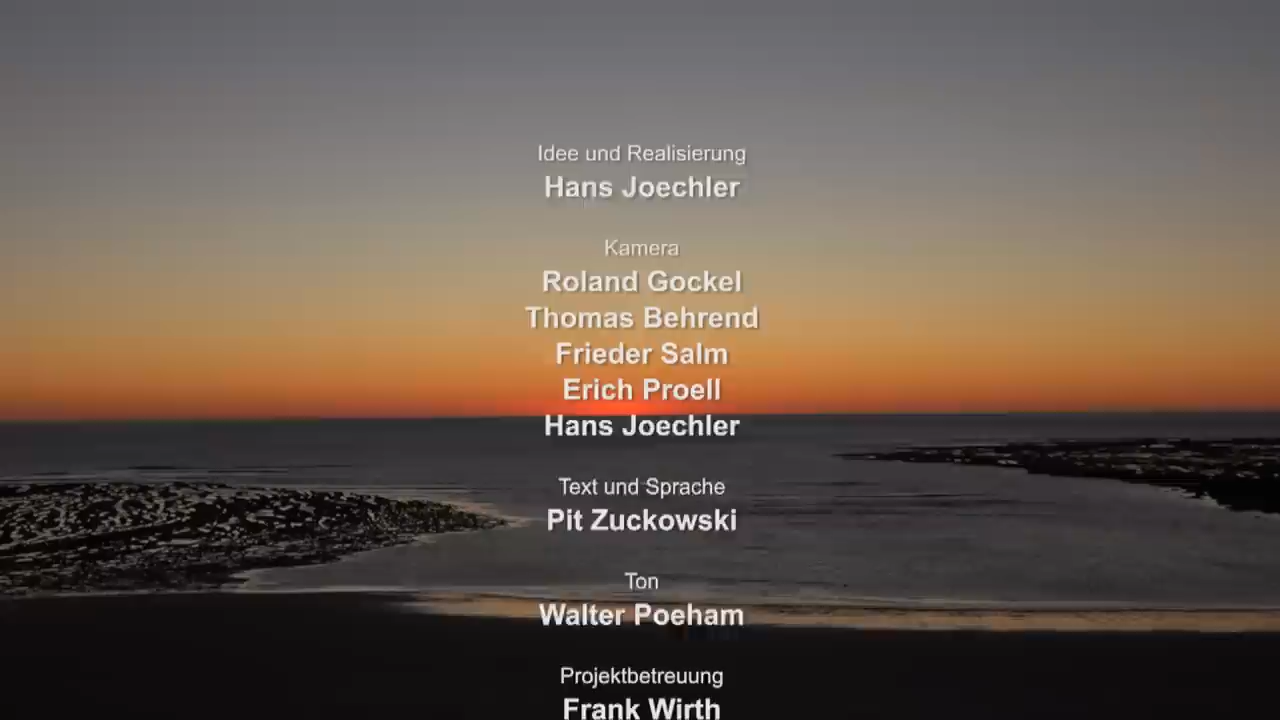 Idee und Realisierung
Hans Joechler
Kamera
Roland Gockel
Thomas Behrend
Frieder Salm
Erich Proell
Hans Joechler
Text und Sprache
Pit Zuckowski
Ton
Walter Poeham
Projektbetreuung
Frank Wirth